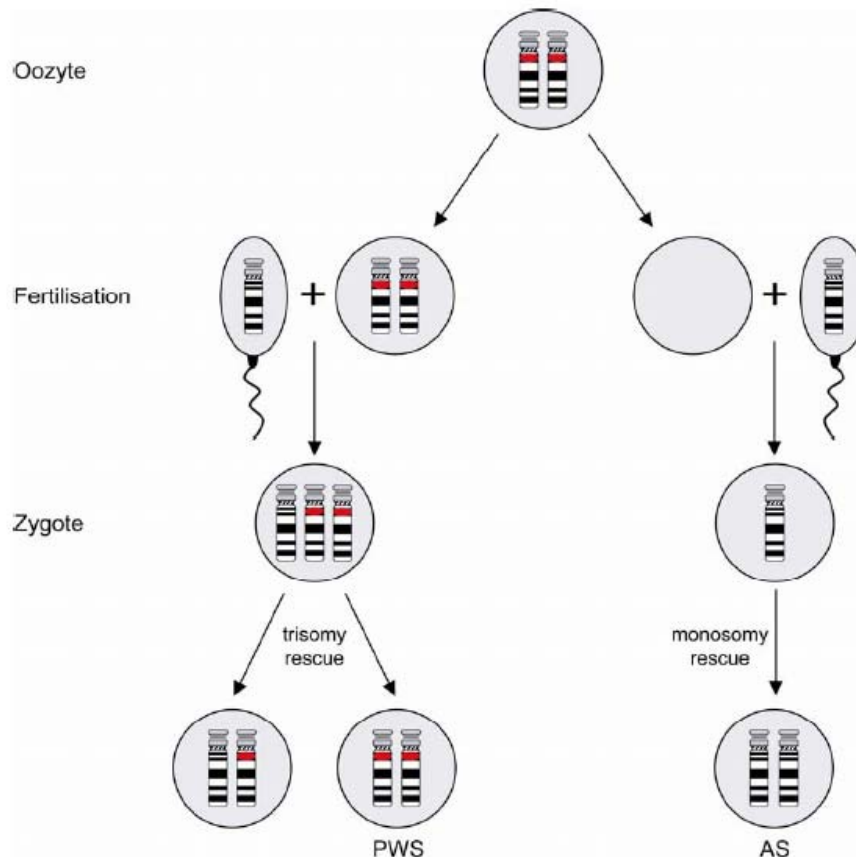 Oozyte
Fertilisation
+
+
Zygote
trisomy
rescue
monosomy
rescue
PWS
AS